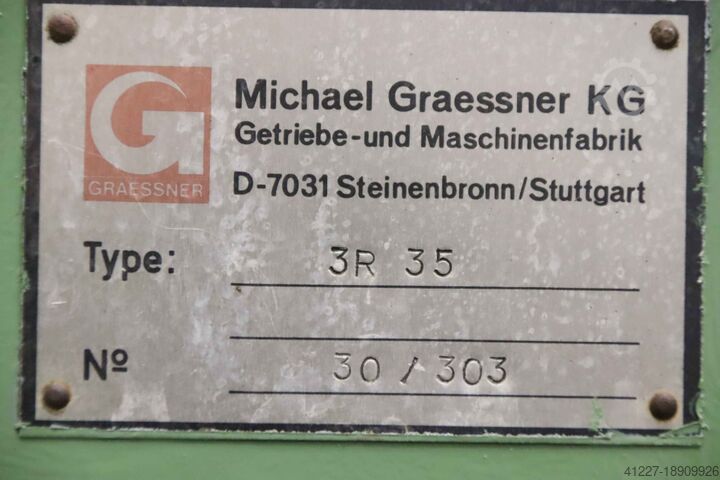 Michael Graessner KG
Getriebe-und Maschinenfabrik
D-7031 Steinenbronn/Stuttgart
G
GRAESSNER
Type: 3R 35
Nº 30 / 303
41227-18909926